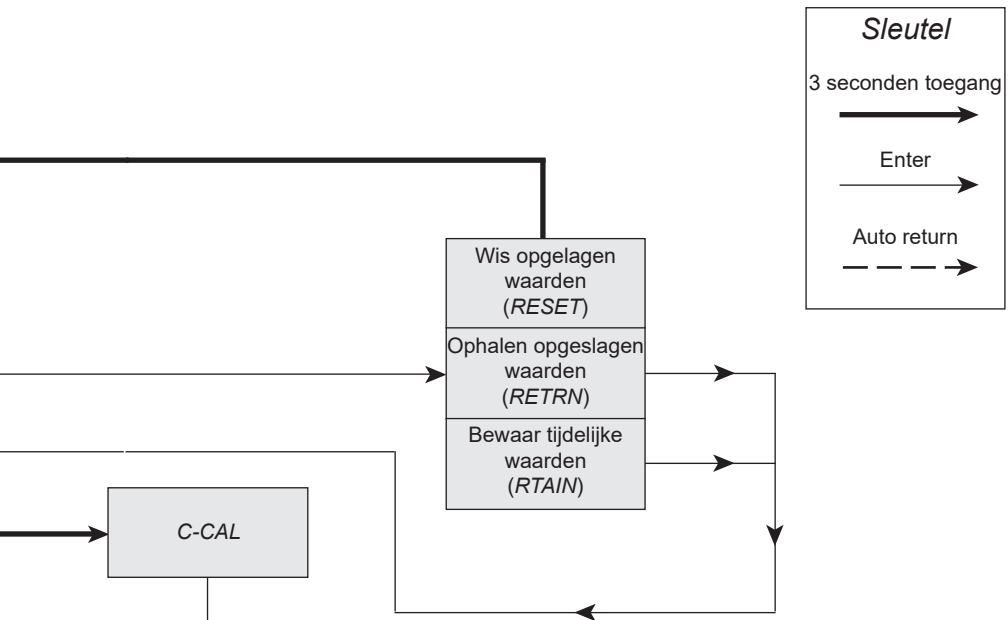 Sleutel
3 seconden toegang
Enter
Auto return
Wis opgelagen
waarden
(RESET)
Ophalen opgeslagen
waarden
(RETRN)
Bewaar tijdelijke
waarden
(RTAIN)
C-CAL